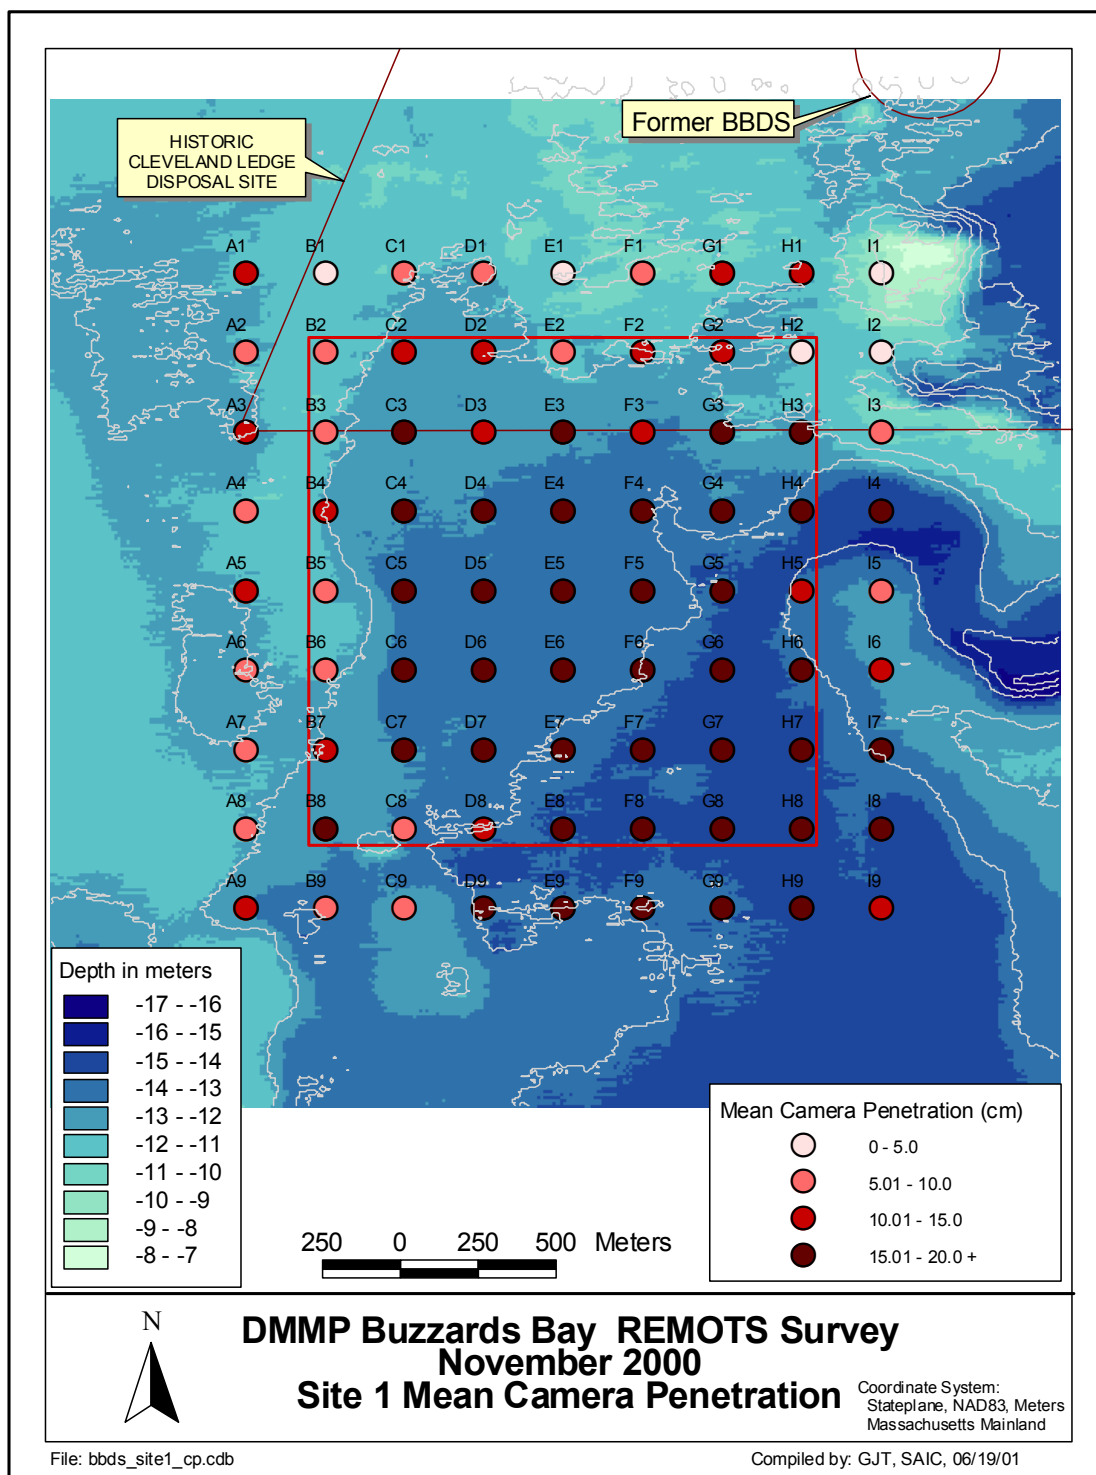 HISTORIC
CLEVELAND LEDGE
DISPOSAL SITE
Former BBDS
A1 B1 C1 D1 E1 F1 G1 H1 I1
A2 B2 C2 D2 E2 F2 G2 H2 I2
A3 B3 C3 D3 E3 F3 G3 H3 I3
A4 B4 C4 D4 E4 F4 G4 H4 I4
A5 B5 C5 D5 E5 F5 G5 H5 I5
A6 B6 C6 D6 E6 F6 G6 H6 I6
A7 B7 C7 D7 E7 F7 G7 H7 I7
A8 B8 C8 D8 E8 F8 G8 H8 I8
A9 B9 C9 D9 E9 F9 G9 H9 I9
Depth in meters
-17 - -16
-16 - -15
-15 - -14
-14 - -13
-13 - -12
-12 - -11
-11 - -10
-10 - -9
-9 - -8
-8 - -7
Mean Camera Penetration (cm)
0 - 5.0
5.01 - 10.0
10.01 - 15.0
15.01 - 20.0 +
250 0 250 500 Meters
N
DMMP Buzzards Bay REMOTS Survey
November 2000
Site 1 Mean Camera Penetration
Coordinate System:
Stateplane, NAD83, Meters
Massachusetts Mainland
File: bbds_site1_cp.cdb
Compiled by: GJT, SAIC, 06/19/01